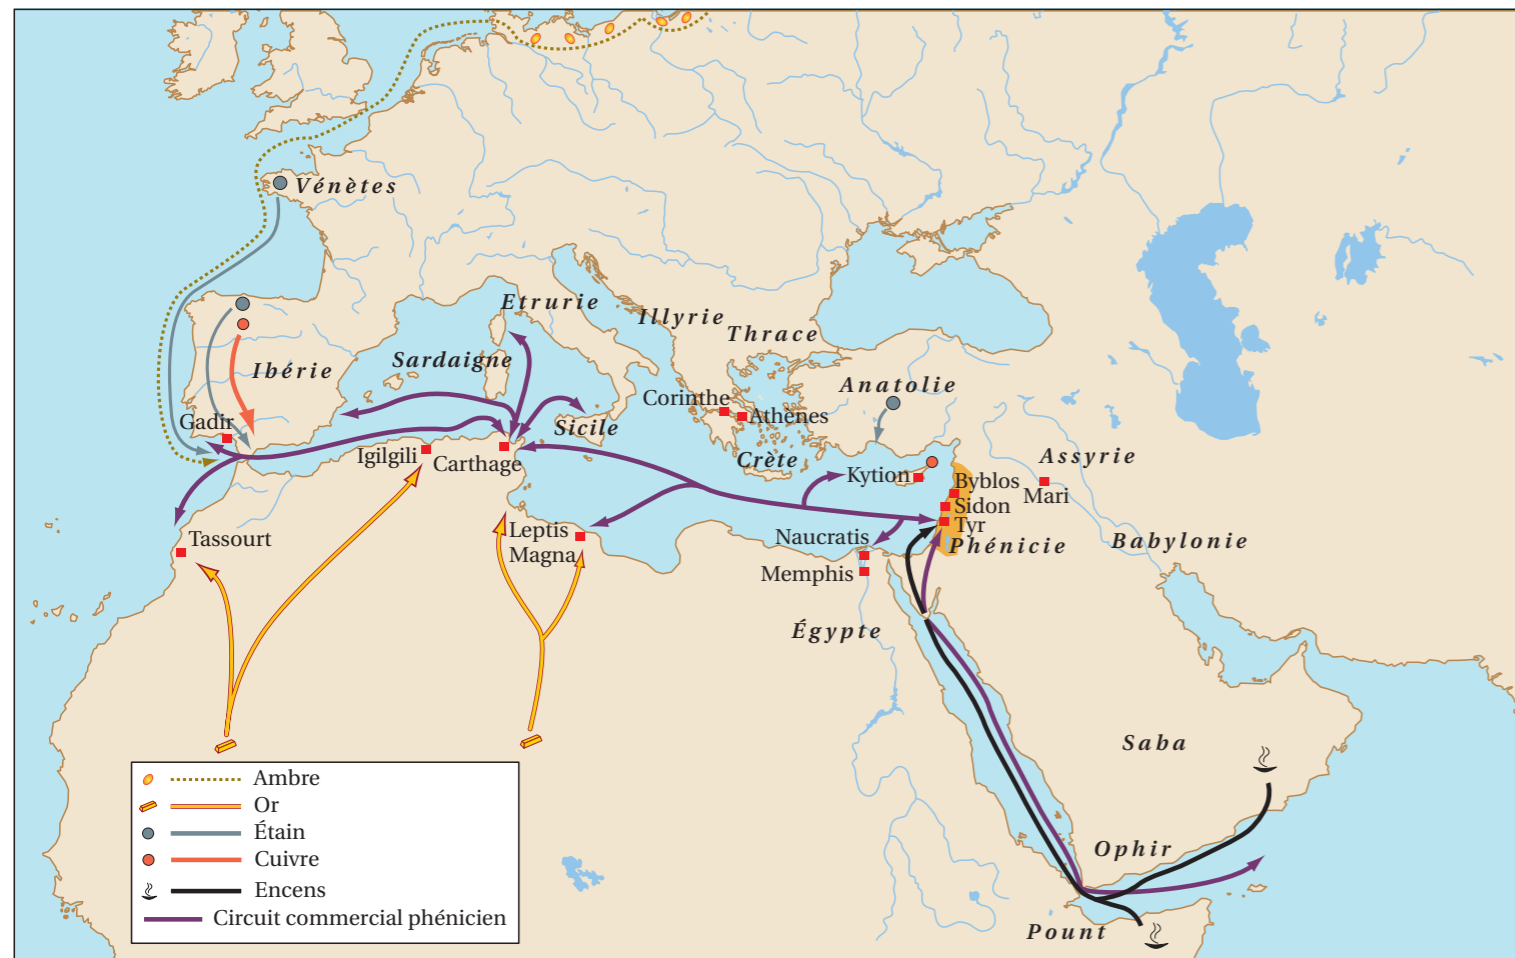 Vénètes
Etrurie
Illyrie
Thrace
Sardaigne
Ibérie
Anatolie
Corinthe
Athènes
Gadir
Sicile
Igilgili
Carthage
Crète
Assyrie
Kytion
Byblos
Mari
Sidon
Tyr
Leptis
Magna
Tassourt
Naucratis
Phénicie
Babylonie
Memphis
Égypte
Saba
Ophir
Pount
Ambre
Or
Étain
Cuivre
Encens
Circuit commercial phénicien